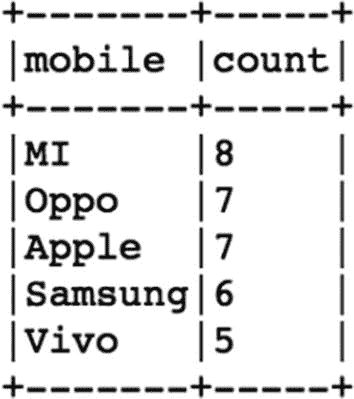 +-------+-----+
|mobile |count|
+-------+-----+
|MI     |8    |
|Oppo   |7    |
|Apple  |7    |
|Samsung|6    |
|Vivo   |5    |
+-------+-----+